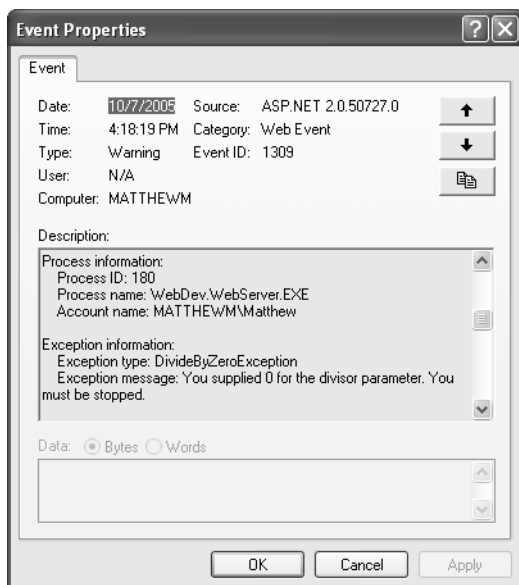 Event Properties
Event
Date: 10/7/2005 Source: ASP.NET 2.0.50727.0
Time: 4:18:19 PM Category: Web Event
Type: Warning Event ID: 1309
User: N/A
Computer: MATTHEWM
Description:
Process information:
Process ID: 180
Process name: WebDev.WebServer.EXE
Account name: MATTHEWM\Matthew
Exception information:
Exception type: DivideByZeroException
Exception message: You supplied 0 for the divisor parameter. You
must be stopped.
Data: Bytes Words
OK Cancel Apply